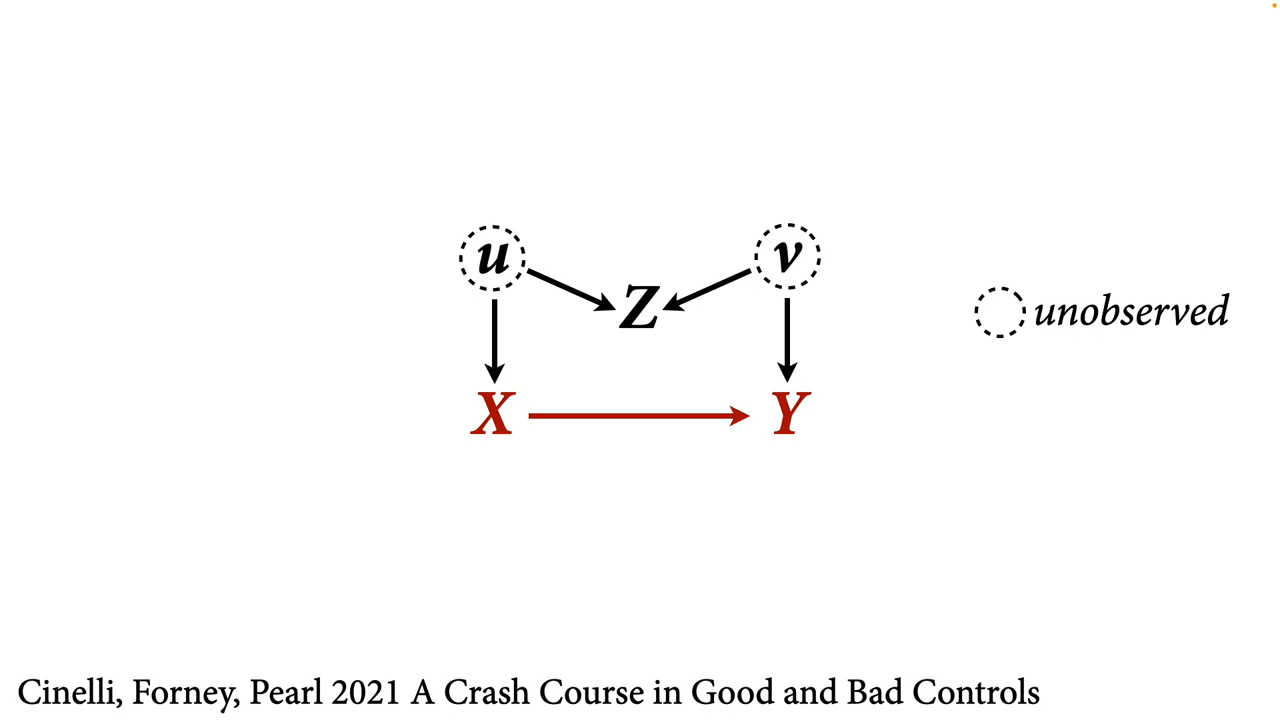 u
v
Z
unobserved
X
Y
Cinelli, Forney, Pearl 2021 A Crash Course in Good and Bad Controls